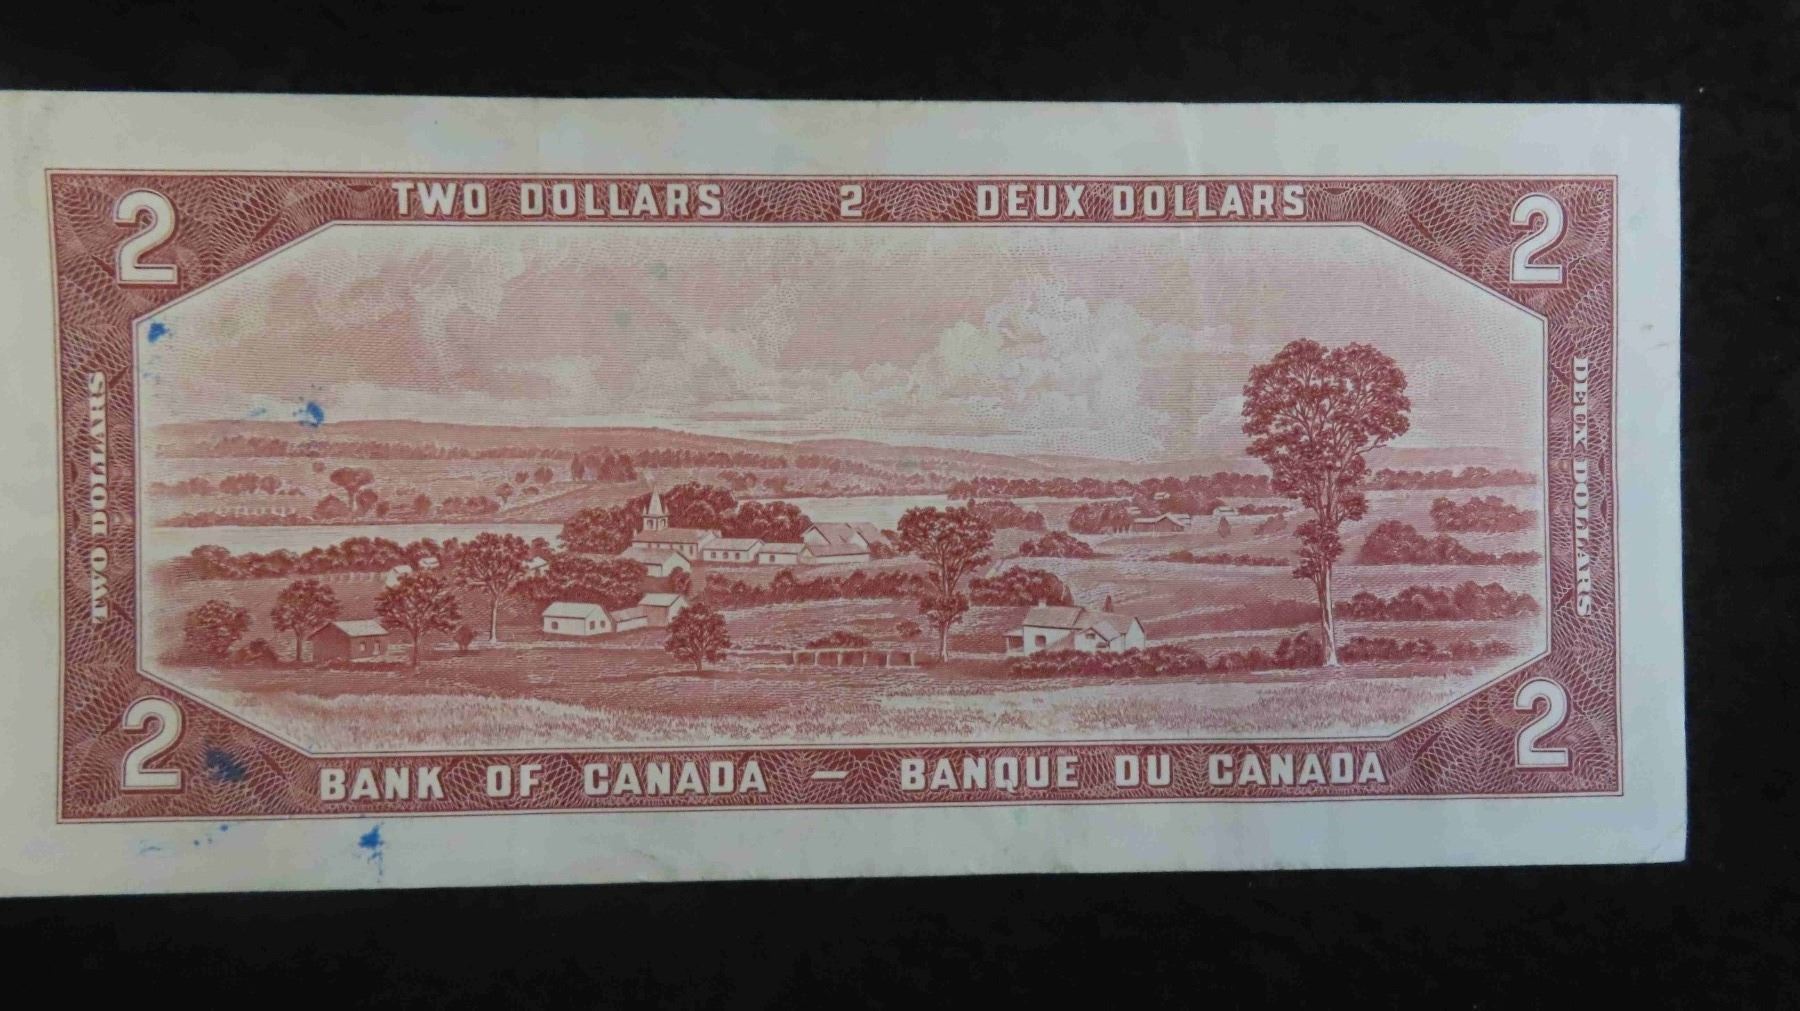 TWO DOLLARS 2 DEUX DOLLARS
2 2
TWO DOLLARS
DEUX DOLLARS
2 2
BANK OF CANADA — BANQUE DU CANADA